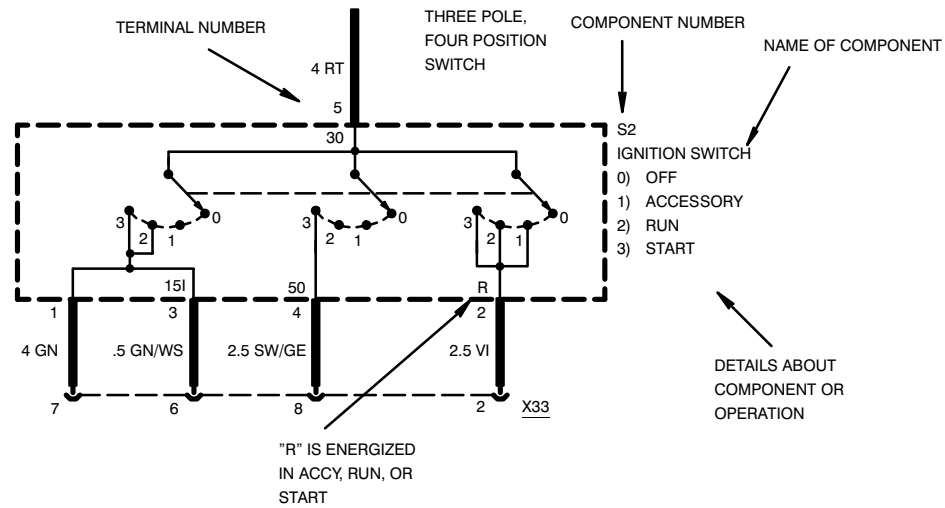 TERMINAL NUMBER
THREE POLE,
FOUR POSITION
SWITCH
COMPONENT NUMBER
NAME OF COMPONENT
4 RT
5
30
S2
IGNITION SWITCH
0) OFF
1) ACCESSORY
2) RUN
3) START
3 2 1 0
3 2 1 0
3 2 1 0
15I
50
R
1 3 4 2
4 GN
.5 GN/WS
2.5 SW/GE
2.5 VI
7 6 8 2 X33
DETAILS ABOUT
COMPONENT OR
OPERATION
”R” IS ENERGIZED
IN ACCY, RUN, OR
START